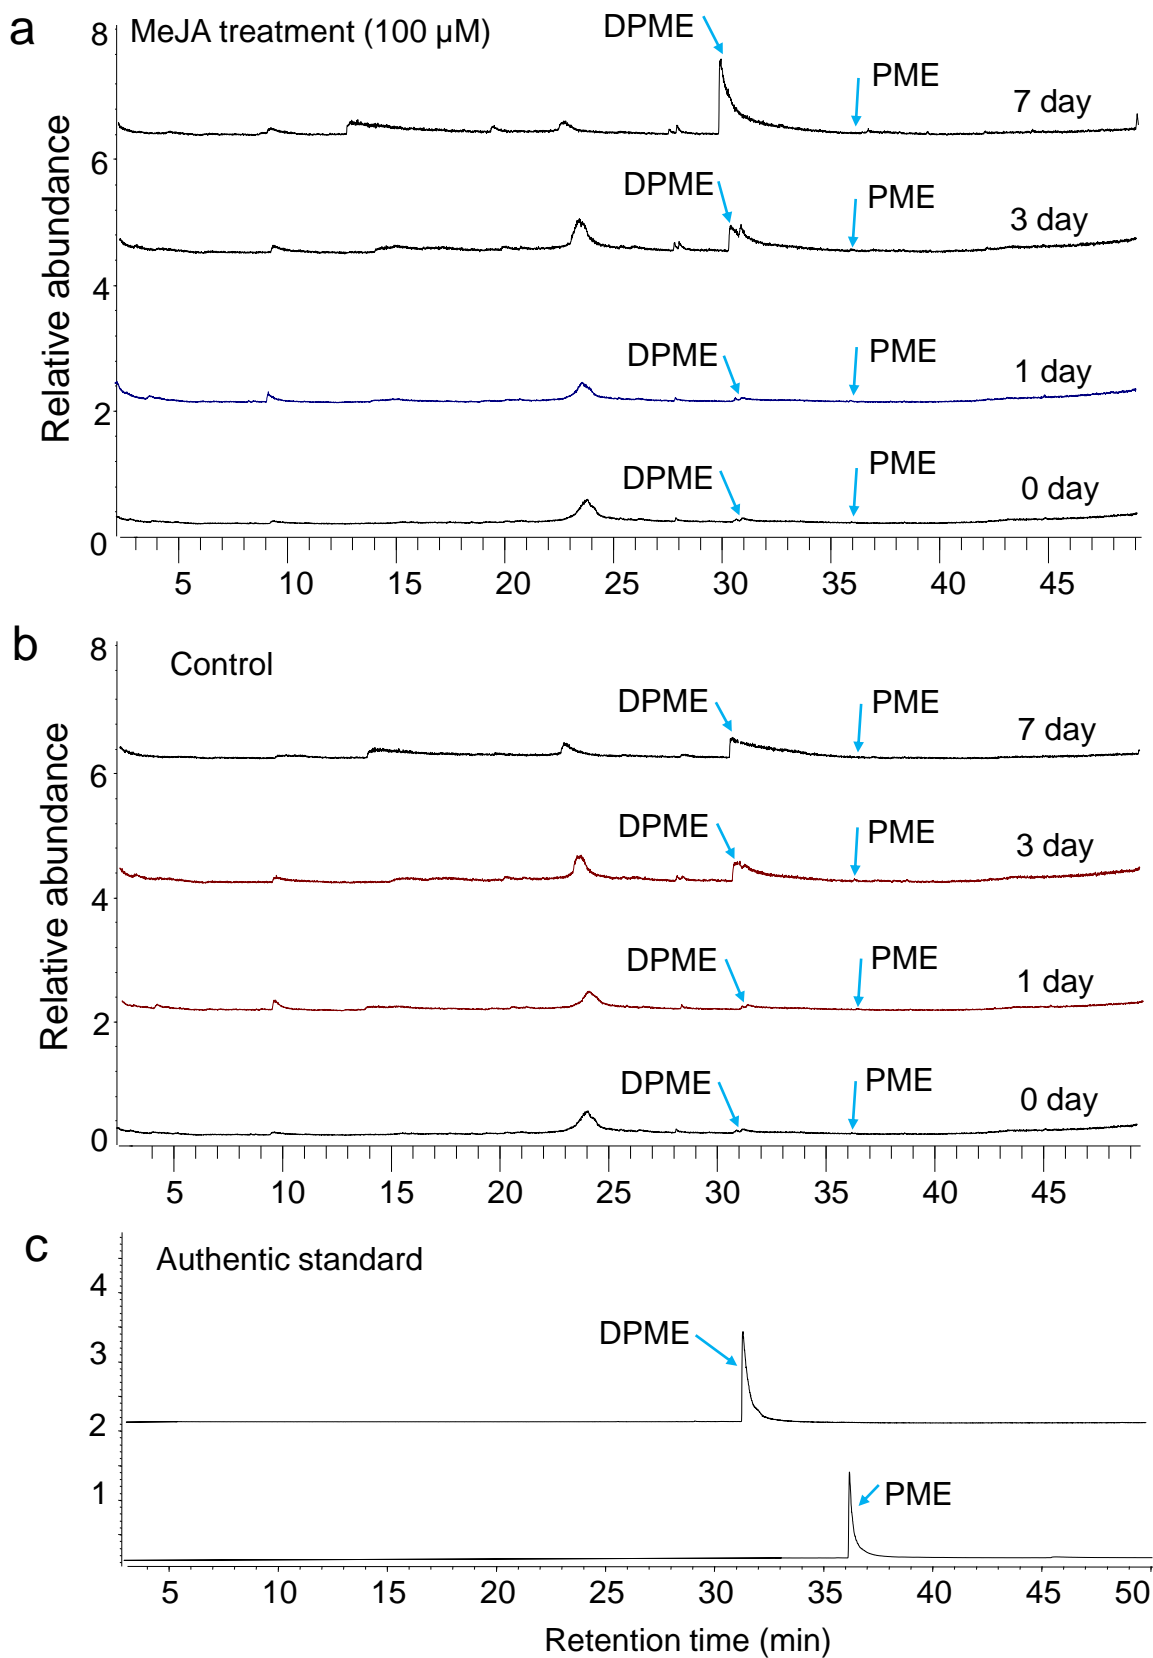 a
MeJA treatment (100 µM)
DPME
PME
7 day
DPME
PME
3 day
DPME
PME
1 day
DPME
PME
0 day
8
6
4
2
0
Relative abundance
5 10 15 20 25 30 35 40 45
b
Control
DPME
PME
7 day
DPME
PME
3 day
DPME
PME
1 day
DPME
PME
0 day
8
6
4
2
0
Relative abundance
5 10 15 20 25 30 35 40 45
c
Authentic standard
DPME
PME
4
3
2
1
5 10 15 20 25 30 35 40 45 50
Retention time (min)